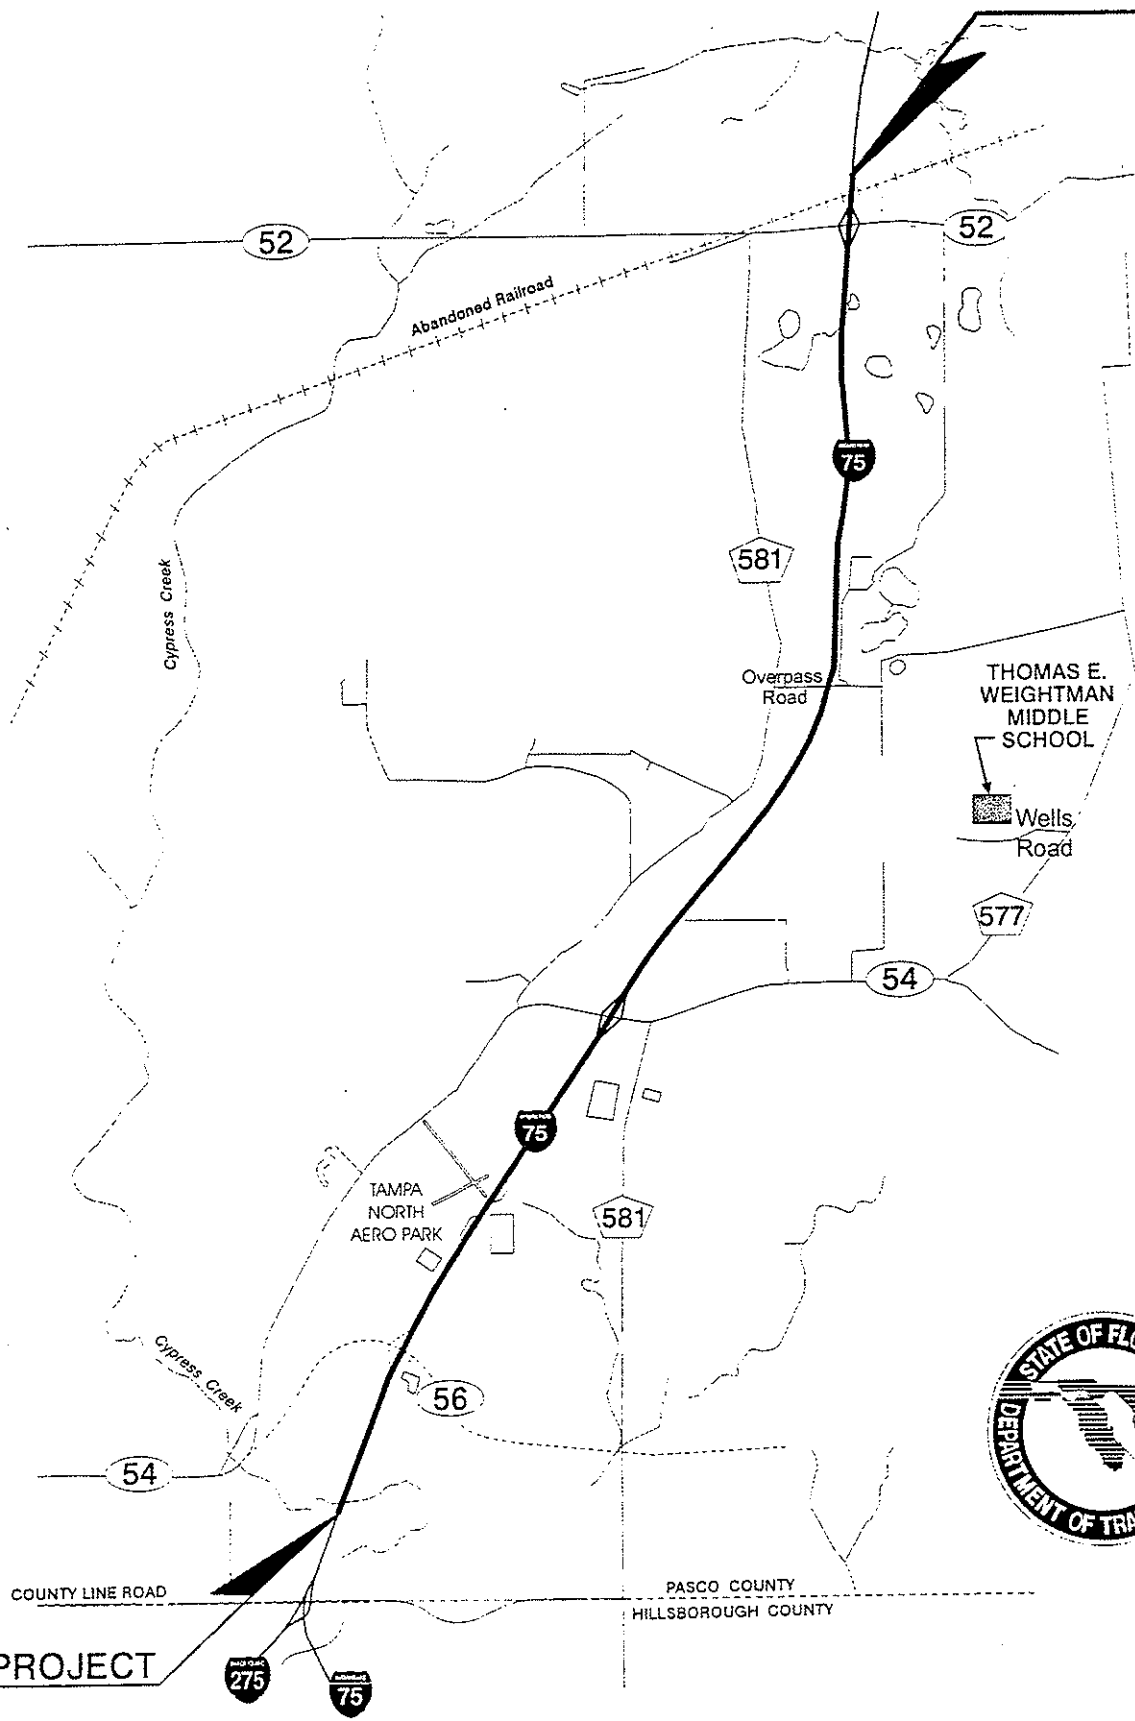 52
52
Abandoned Railroad
75
581
Cypress Creek
Overpass
Road
THOMAS E.
WEIGHTMAN
MIDDLE
SCHOOL
Wells
Road
577
54
75
TAMPA
NORTH
AERO PARK
581
Cypress Creek
56
54
STATE OF FLO
DEPARTMENT OF TRA
COUNTY LINE ROAD
PASCO COUNTY
HILLSBOROUGH COUNTY
PROJECT
275
75